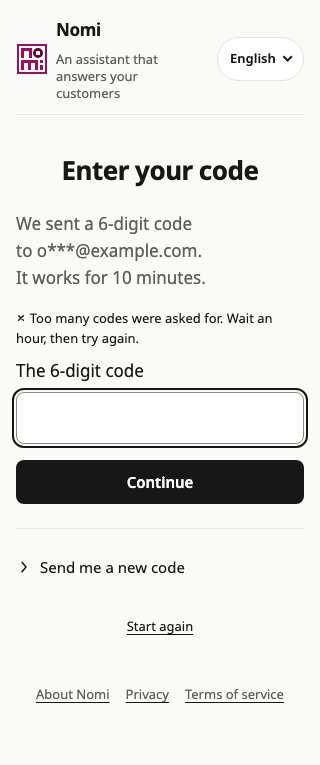 Nomi
nomi
An assistant that
answers your
customers
English
Enter your code
We sent a 6-digit code
to o***@example.com.
It works for 10 minutes.
× Too many codes were asked for. Wait an
hour, then try again.
The 6-digit code
Continue
Send me a new code
Start again
About Nomi Privacy Terms of service